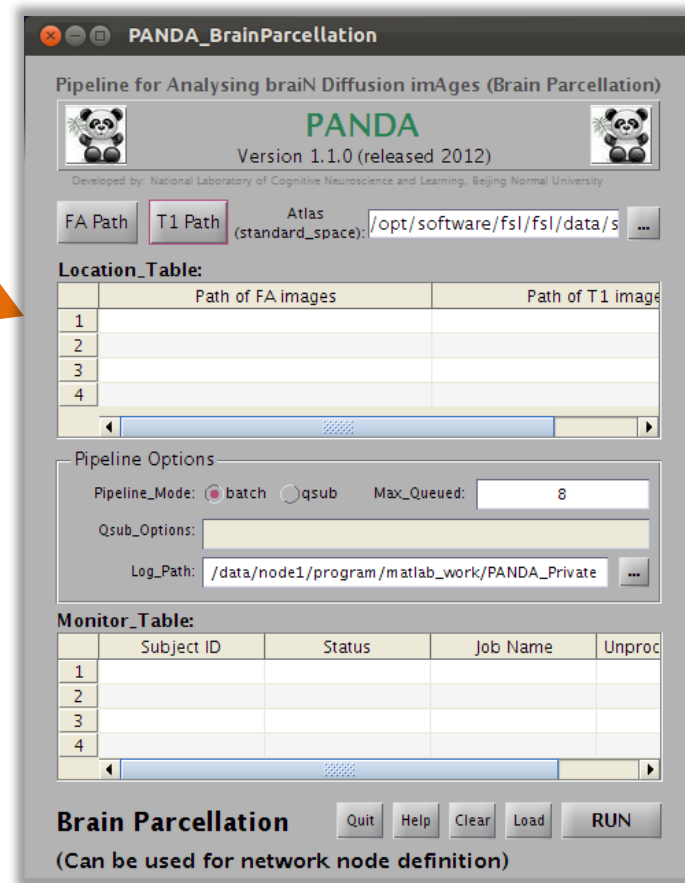 PANDA_BrainParcellation
Pipeline for Analysing braiN Diffusion imAges (Brain Parcellation)
PANDA
Version 1.1.0 (released 2012)
Developed by: National Laboratory of Cognitive Neuroscience and Learning, Beijing Normal University
FA Path T1 Path Atlas (standard_space): /opt/software/fsl/fsl/data/s ...
Location_Table:
Path of FA images Path of T1 image
1
2
3
4
Pipeline Options
Pipeline_Mode: batch qsub Max_Queued: 8
Qsub_Options:
Log_Path: /data/node1/program/matlab_work/PANDA_Private ...
Monitor_Table:
Subject ID Status Job Name Unproc
1
2
3
4
Brain Parcellation Quit Help Clear Load RUN
(Can be used for network node definition)